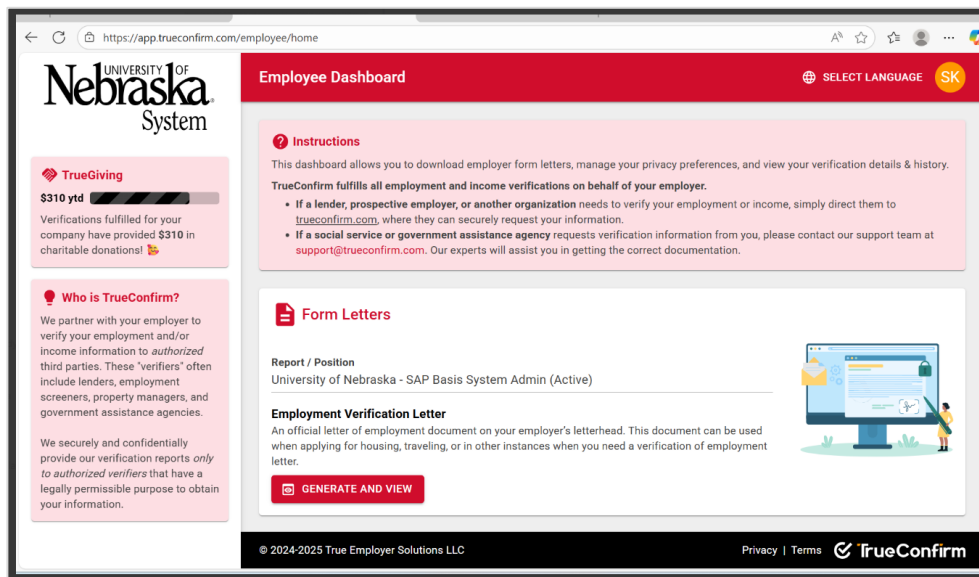 https://app.trueconfirm.com/employee/home
UNIVERSITY OF
Nebraska
System
Employee Dashboard
SELECT LANGUAGE
SK
TrueGiving
$310 ytd
Verifications fulfilled for your
company have provided $310 in
charitable donations! 🥰
Who is TrueConfirm?
We partner with your employer to
verify your employment and/or
income information to authorized
third parties. These "verifiers" often
include lenders, employment
screeners, property managers, and
government assistance agencies.
We securely and confidentially
provide our verification reports only
to authorized verifiers that have a
legally permissible purpose to obtain
your information.
Instructions
This dashboard allows you to download employer form letters, manage your privacy preferences, and view your verification details & history.
TrueConfirm fulfills all employment and income verifications on behalf of your employer.
• If a lender, prospective employer, or another organization needs to verify your employment or income, simply direct them to
trueconfirm.com, where they can securely request your information.
• If a social service or government assistance agency requests verification information from you, please contact our support team at
support@trueconfirm.com. Our experts will assist you in getting the correct documentation.
Form Letters
Report / Position
University of Nebraska - SAP Basis System Admin (Active)
Employment Verification Letter
An official letter of employment document on your employer's letterhead. This document can be used
when applying for housing, traveling, or in other instances when you need a verification of employment
letter.
GENERATE AND VIEW
© 2024-2025 True Employer Solutions LLC
Privacy | Terms
TrueConfirm